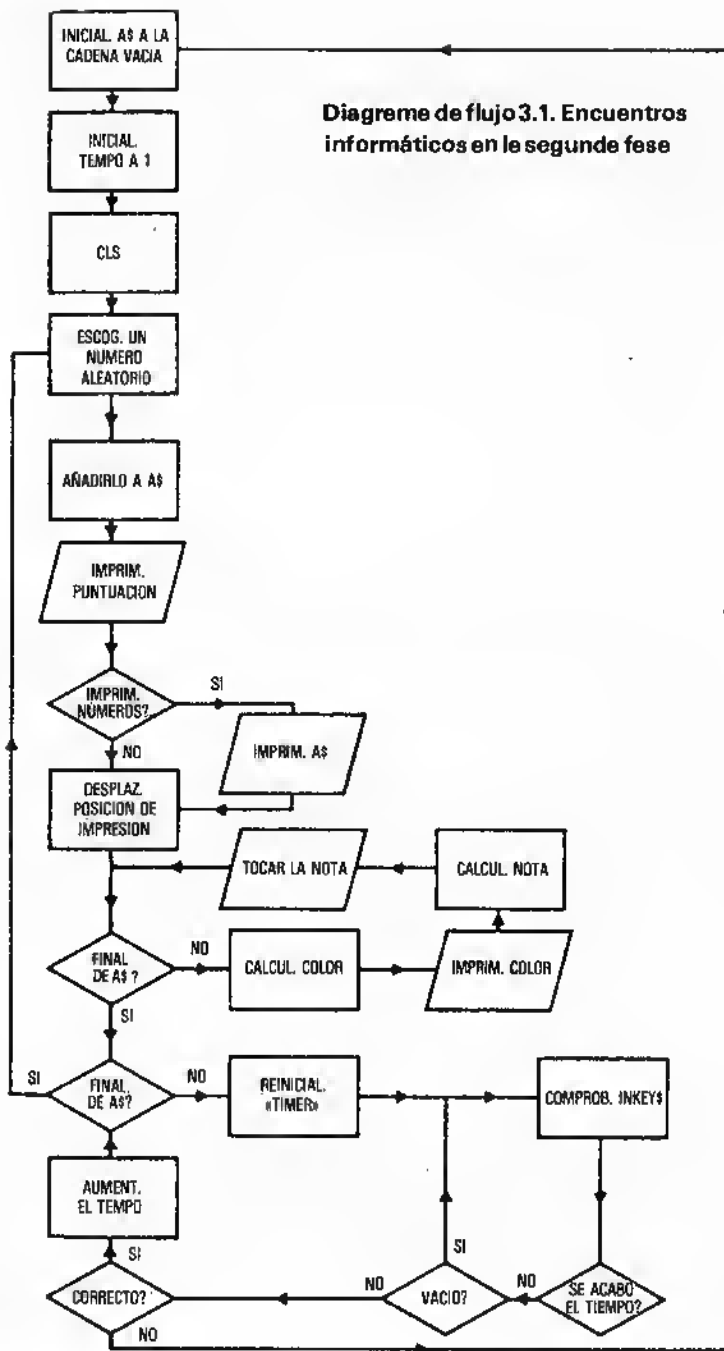 INICIAL. A$ A LA
CADENA VACIA
Diagreme de flujo 3.1. Encuentros
informáticos en le segunde fese
INICIAL.
TEMPO A 1
CLS
ESCOG. UN
NUMERO
ALEATORIO
AÑADIRLO A A$
IMPRIM.
PUNTUACION
IMPRIM.
NÚMEROS?
SI
NO
IMPRIM. A$
DESPLAZ.
POSICION DE
IMPRESION
TOCAR LA NOTA
CALCUL. NOTA
FINAL
DE A$ ?
NO
SI
CALCUL. COLOR
IMPRIM. COLOR
SI
FINAL.
DE A$?
NO
REINICIAL.
«TIMER»
COMPROB. INKEY$
AUMENT.
EL TEMPO
SI
CORRECTO?
NO
NO
VACIO?
SI
NO
SE ACABO
EL TIEMPO?